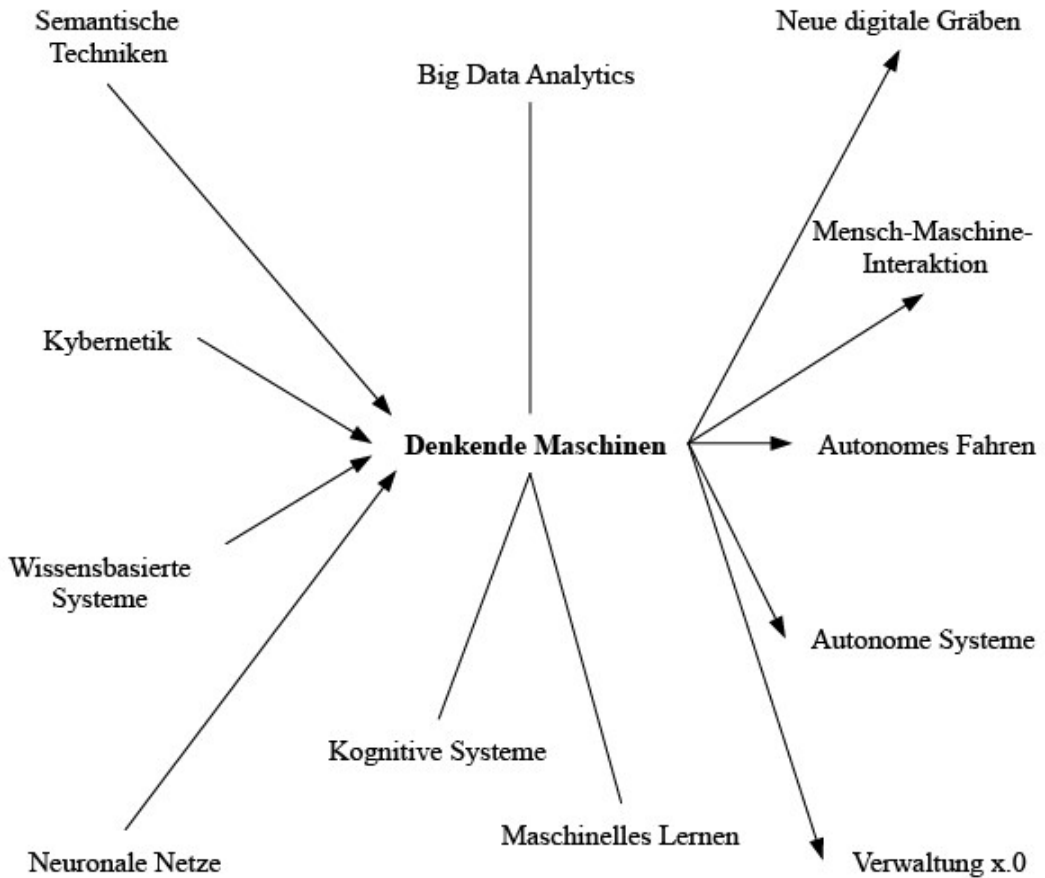 Semantische
Techniken
Big Data Analytics
Neue digitale Gräben
Mensch-Maschine-
Interaktion
Kybernetik
Denkende Maschinen
Autonomes Fahren
Wissensbasierte
Systeme
Autonome Systeme
Kognitive Systeme
Maschinelles Lernen
Neuronale Netze
Verwaltung x.0